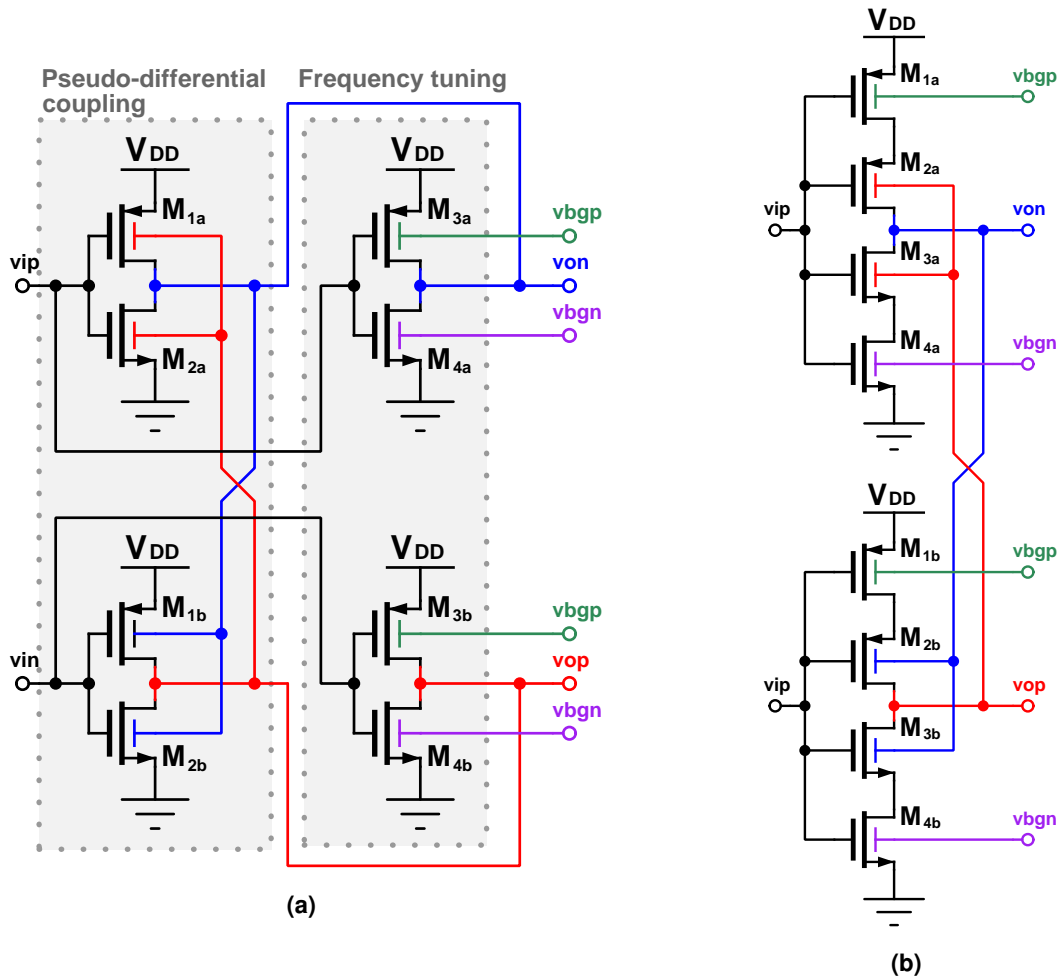 Pseudo-differential
coupling
Frequency tuning
VDD
M1a
vip
M2a
VDD
M3a
vbgp
von
vbgn
M4a
VDD
M1b
vin
M2b
VDD
M3b
vbgp
vop
vbgn
M4b
(a)
VDD
M1a
vbgp
M2a
vip
von
M3a
M4a
vbgn
VDD
M1b
vbgp
M2b
vip
vop
M3b
M4b
vbgn
(b)